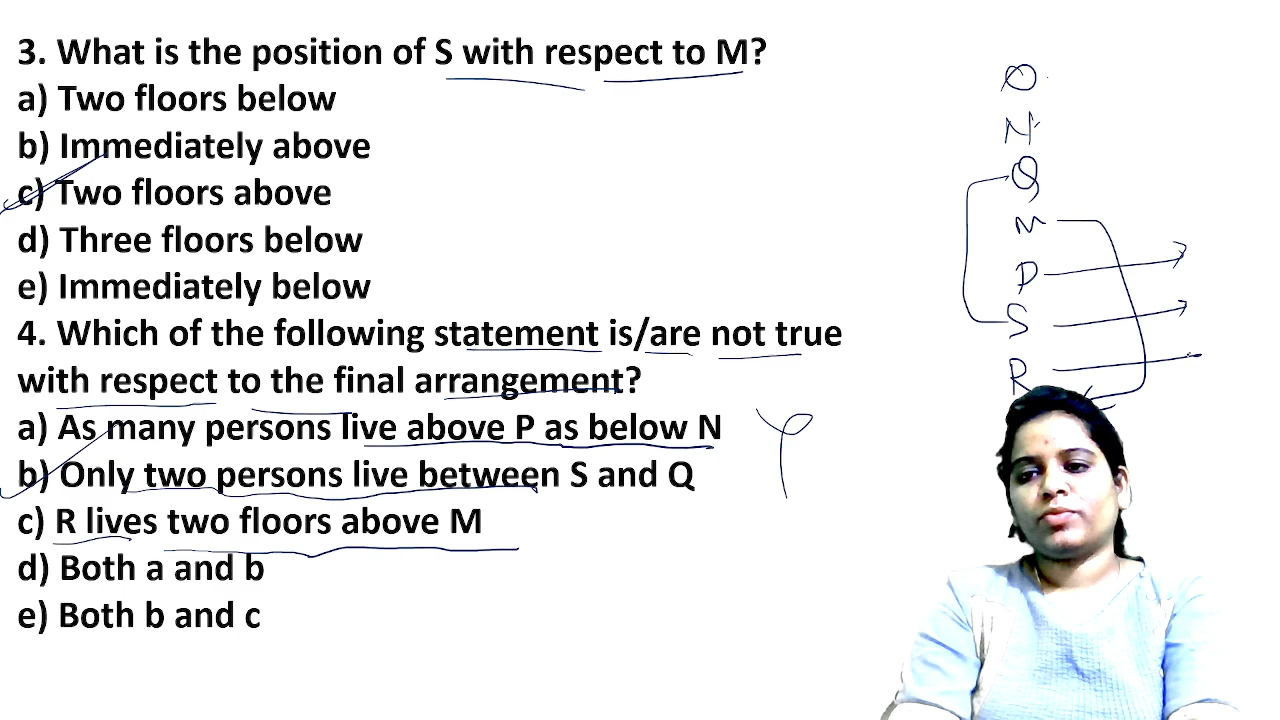 3. What is the position of S with respect to M?
a) Two floors below
b) Immediately above
c) Two floors above
d) Three floors below
e) Immediately below
4. Which of the following statement is/are not true
with respect to the final arrangement?
a) As many persons live above P as below N
b) Only two persons live between S and Q
c) R lives two floors above M
d) Both a and b
e) Both b and c
O
N
Q
M
P
S
R